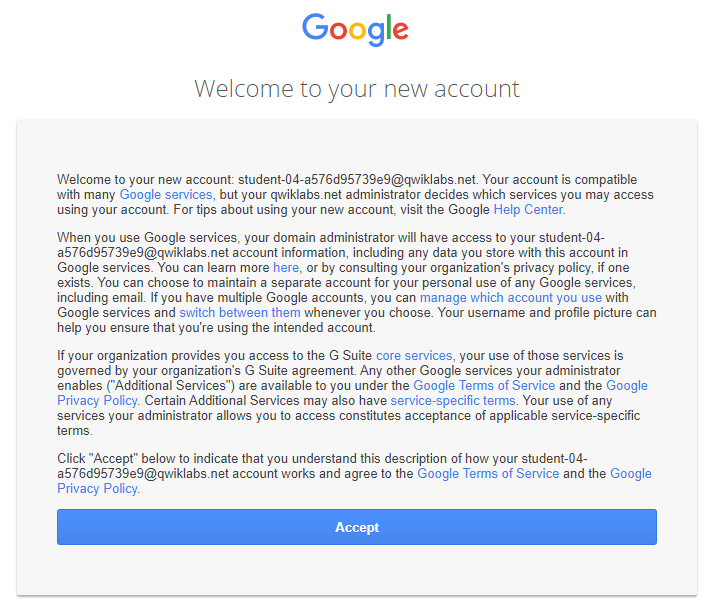 Google
Welcome to your new account
Welcome to your new account: student-04-a576d95739e9@qwiklabs.net. Your account is compatible
with many Google services, but your qwiklabs.net administrator decides which services you may access
using your account. For tips about using your new account, visit the Google Help Center.
When you use Google services, your domain administrator will have access to your student-04-
a576d95739e9@qwiklabs.net account information, including any data you store with this account in
Google services. You can learn more here, or by consulting your organization's privacy policy, if one
exists. You can choose to maintain a separate account for your personal use of any Google services,
including email. If you have multiple Google accounts, you can manage which account you use with
Google services and switch between them whenever you choose. Your username and profile picture can
help you ensure that you're using the intended account.
If your organization provides you access to the G Suite core services, your use of those services is
governed by your organization's G Suite agreement. Any other Google services your administrator
enables ("Additional Services") are available to you under the Google Terms of Service and the Google
Privacy Policy. Certain Additional Services may also have service-specific terms. Your use of any
services your administrator allows you to access constitutes acceptance of applicable service-specific
terms.
Click "Accept" below to indicate that you understand this description of how your student-04-
a576d95739e9@qwiklabs.net account works and agree to the Google Terms of Service and the Google
Privacy Policy.
Accept